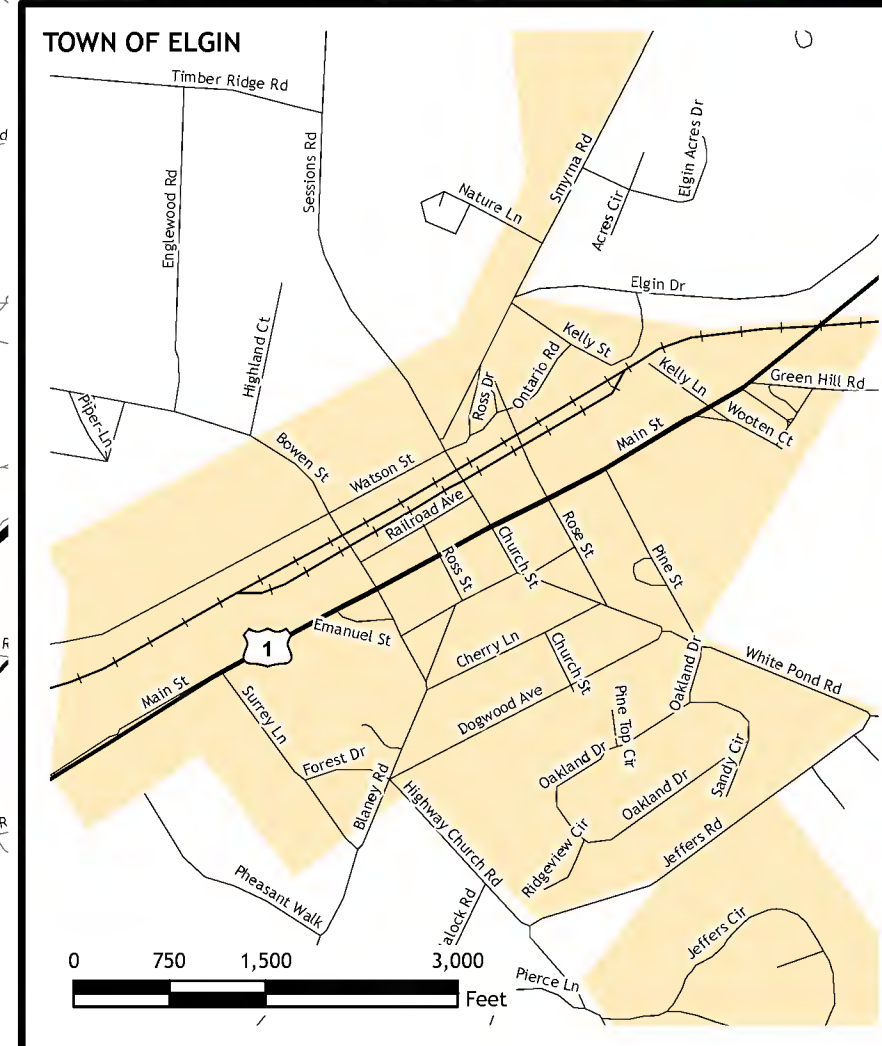 TOWN OF ELGIN
Timber Ridge Rd
Sessions Rd
Englewood Rd
Smyrna Rd
Elgin Acres Dr
Acres Cir
Nature Ln
Elgin Dr
Highland Ct
Kelly St
Ontario Rd
Ross Dr
Kelly Ln
Green Hill Rd
Wooten Ct
Piper Ln
Bowen St
Watson St
Main St
Railroad Ave
Ross St
Church St
Rose St
Pine St
Emanuel St
1
Cherry Ln
Church St
White Pond Rd
Main St
Surrey Ln
Dogwood Ave
Oakland Dr
Pine Top Cir
Forest Dr
Blaney Rd
Oakland Dr
Oakland Dr
Sandy Cir
Highway Church Rd
Ridgeview Cir
Jeffers Rd
Pheasant Walk
alock Rd
Jeffers Cir
Pierce Ln
0 750 1,500 3,000
Feet
d
R
R